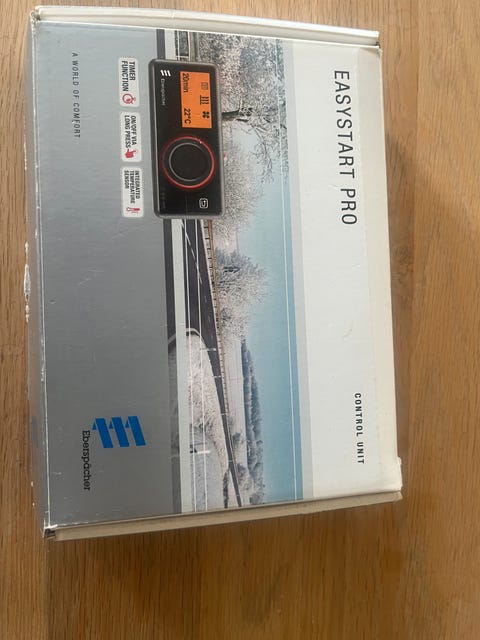 EASYSTART PRO
CONTROL UNIT
Eberspächer
20min
22°C
TIMER
FUNCTION
ON/OFF VIA
LONG PRESS
INTEGRATED
TEMPERATURE
SENSOR
A WORLD OF COMFORT
Eberspächer